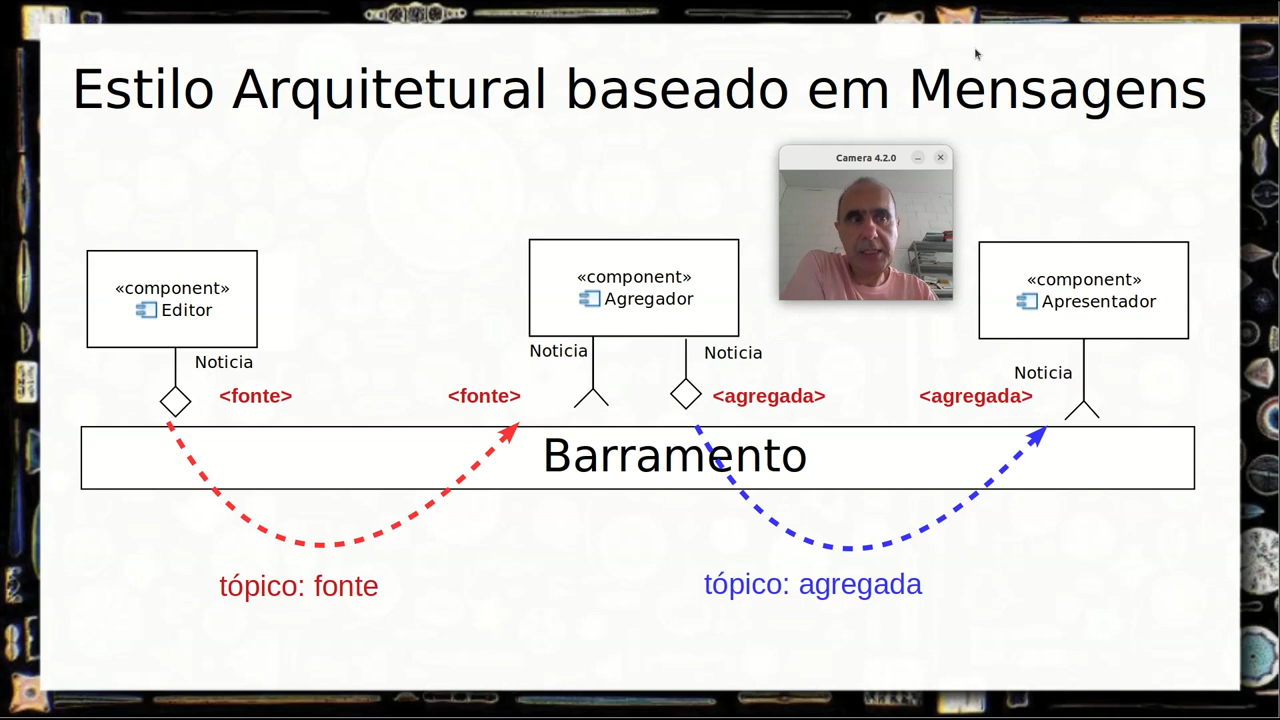 Estilo Arquitetural baseado em Mensagens
Camera 4.2.0
«component»
Editor
«component»
Agregador
«component»
Apresentador
Noticia
Noticia
Noticia
Noticia
<fonte>
<fonte>
<agregada>
<agregada>
Barramento
tópico: fonte
tópico: agregada